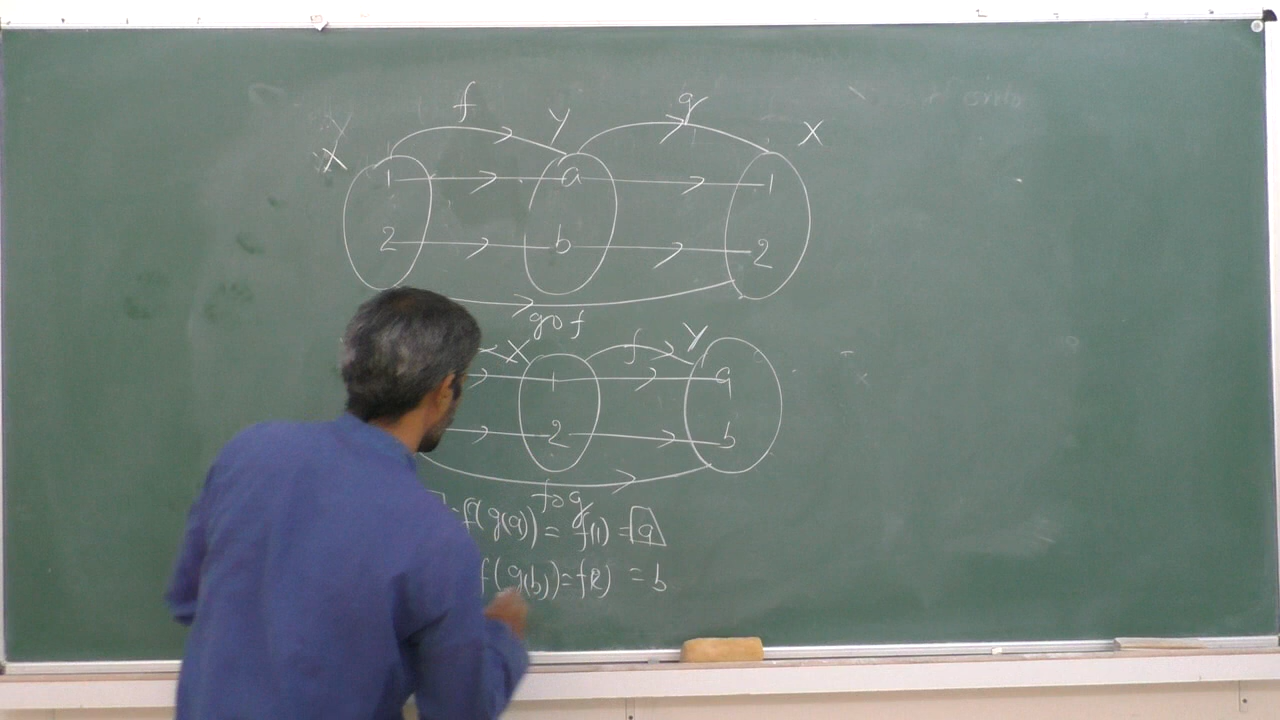 f Y g X
X
1 a 1
2 b 2
gof
X f Y
1 a
2 b
fog
=f(g(a)) = f(1) = a
f(g(b))=f(2) = b